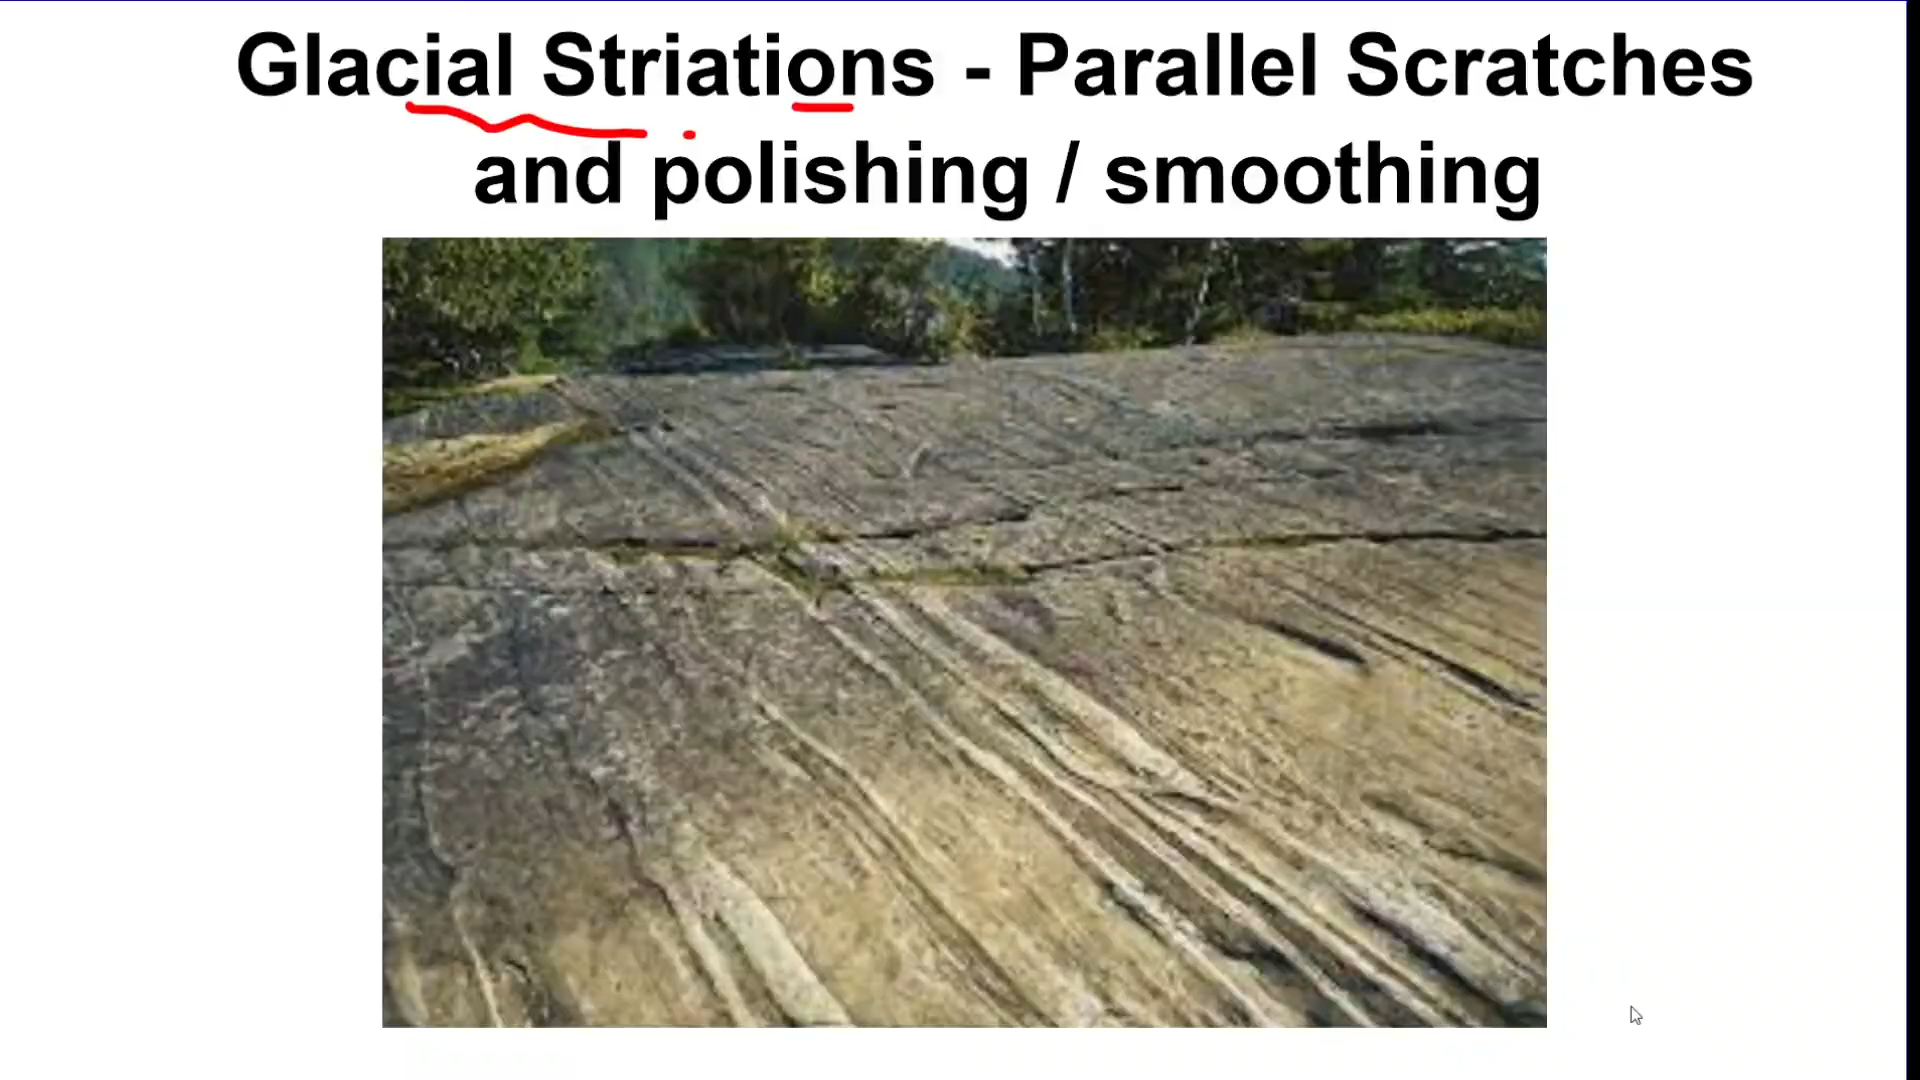 Glacial Striations - Parallel Scratches
and polishing / smoothing